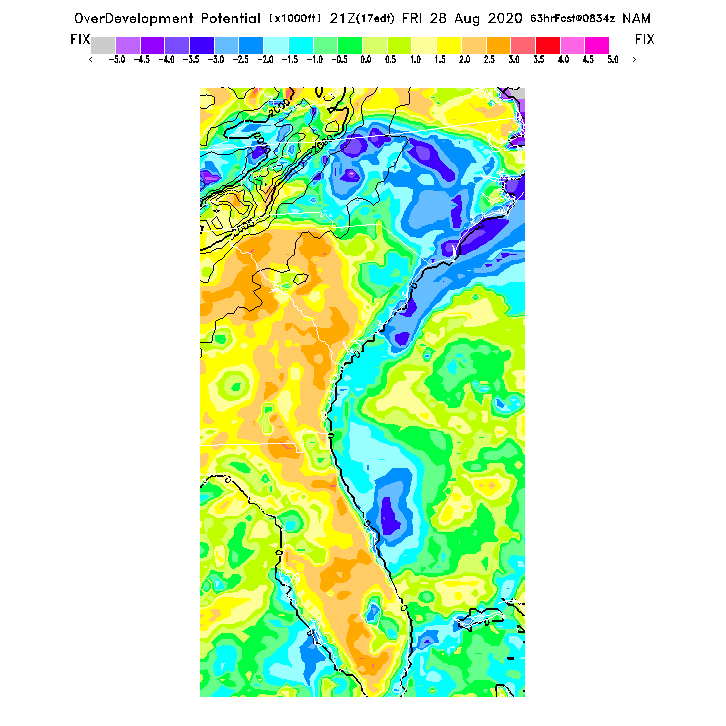 OverDevelopment Potential [x1000ft] 21Z(17edt) FRI 28 Aug 2020 63hrFcst@0834z NAM
FIX FIX
< -5.0 -4.5 -4.0 -3.5 -3.0 -2.5 -2.0 -1.5 -1.0 -0.5 0.0 0.5 1.0 1.5 2.0 2.5 3.0 3.5 4.0 4.5 5.0 >
2000